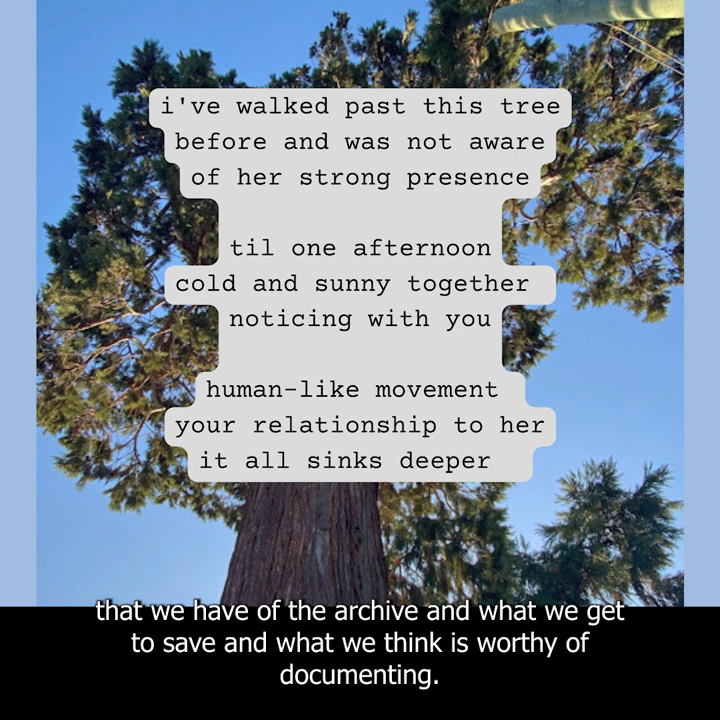 i've walked past this tree
before and was not aware
of her strong presence
til one afternoon
cold and sunny together
noticing with you
human-like movement
your relationship to her
it all sinks deeper
that we have of the archive and what we get
to save and what we think is worthy of
documenting.